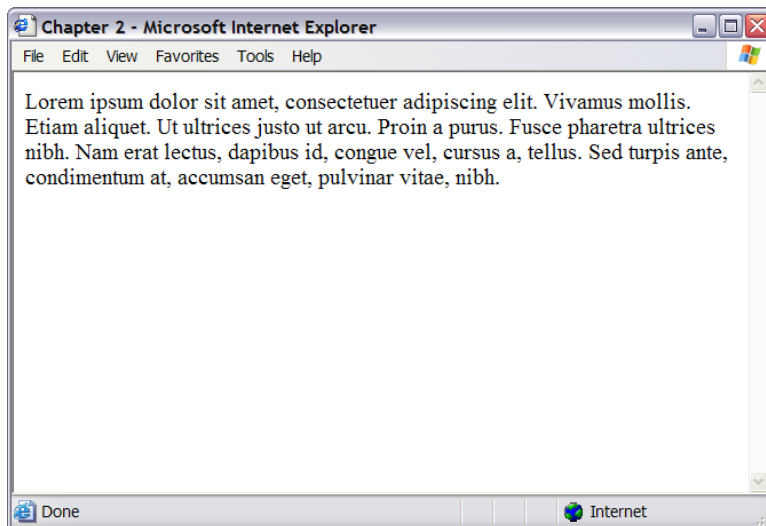 Chapter 2 - Microsoft Internet Explorer
File Edit View Favorites Tools Help
Lorem ipsum dolor sit amet, consectetuer adipiscing elit. Vivamus mollis.
Etiam aliquet. Ut ultrices justo ut arcu. Proin a purus. Fusce pharetra ultrices
nibh. Nam erat lectus, dapibus id, congue vel, cursus a, tellus. Sed turpis ante,
condimentum at, accumsan eget, pulvinar vitae, nibh.
Done Internet